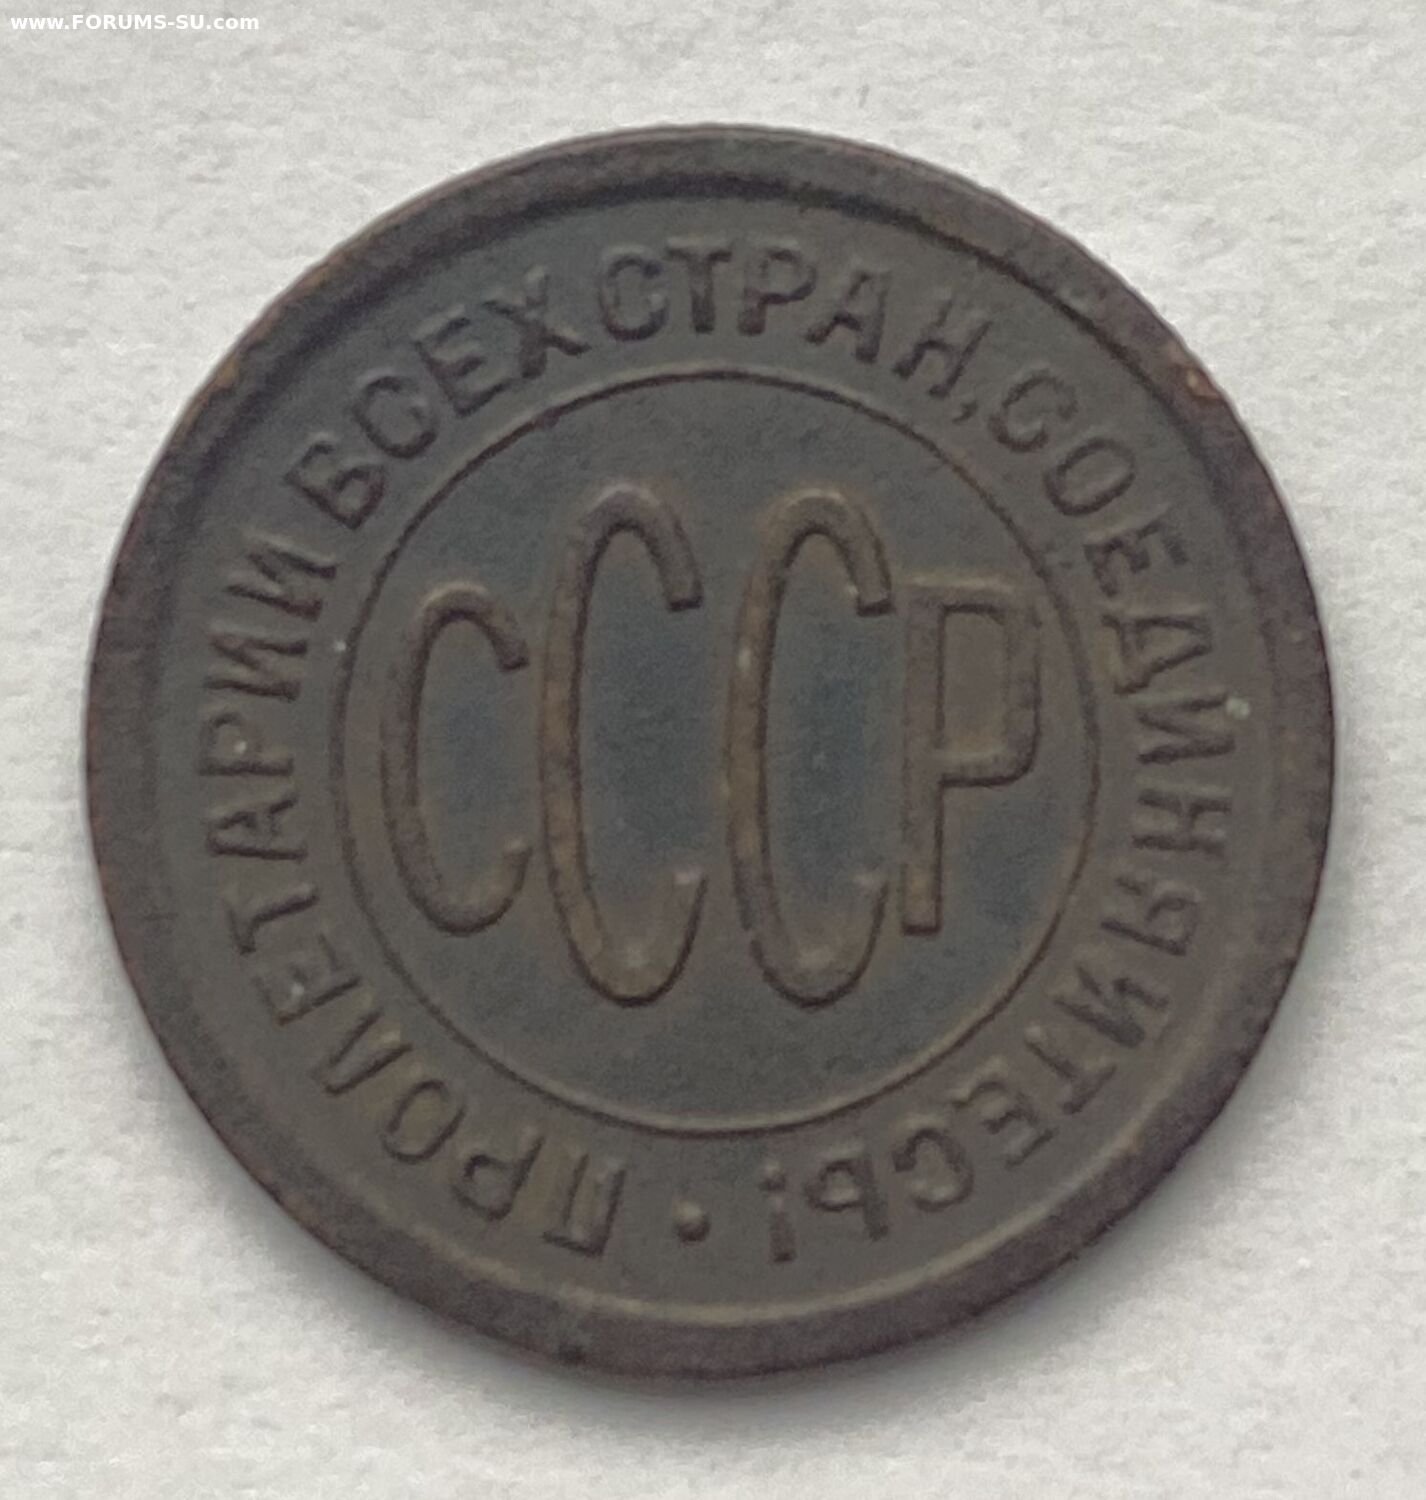 www.FORUMS-SU.com
ПРОЛЕТАРИИ ВСЕХ СТРАН, СОЕДИНЯЙТЕСЬ! •
СССР